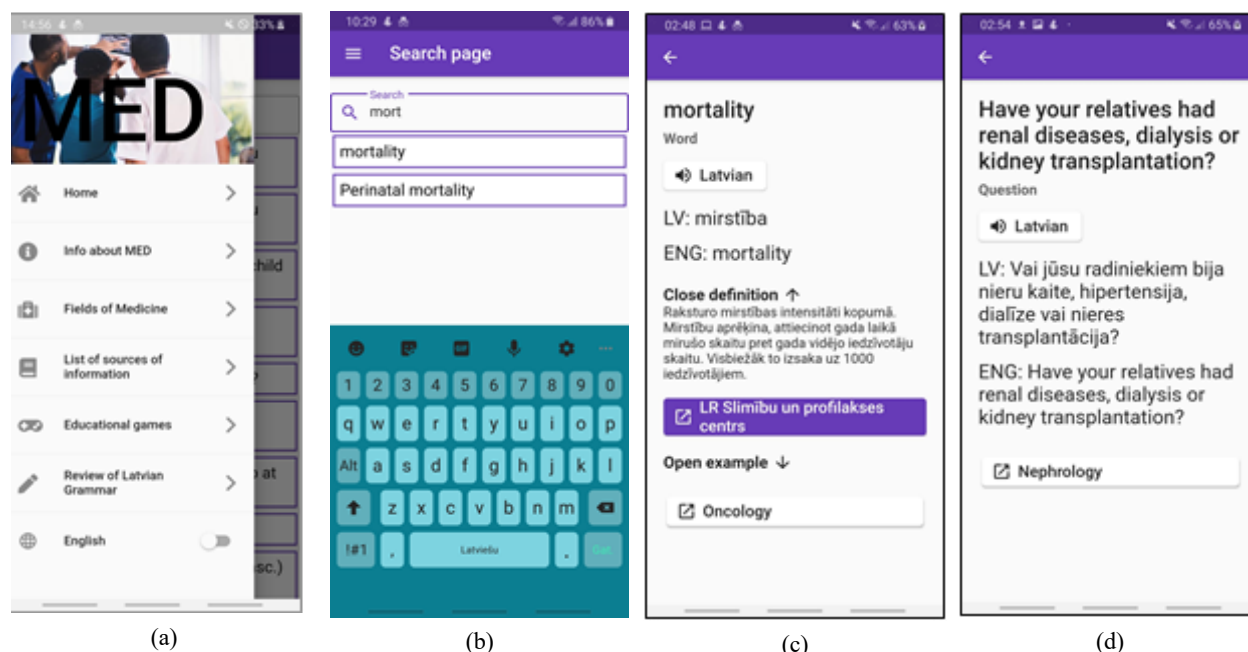 14:56
33%
MED
Home
Info about MED
Fields of Medicine
List of sources of
information
Educational games
Review of Latvian
Grammar
English
child
at
sc.)
(a)
10:29
86%
Search page
Search
mort
mortality
Perinatal mortality
1 2 3 4 5 6 7 8 9 0
q w e r t y u i o p
Alt a s d f g h j k l
z x c v b n m
!#1 , Latviešu .
(b)
02:48
63%
mortality
Word
Latvian
LV: mirstība
ENG: mortality
Close definition
Raksturo mirstības intensitāti kopumā.
Mirstību aprēķina, attiecinot gada laikā
mirušo skaitu pret gada vidējo iedzīvotāju
skaitu. Visbiežāk to izsaka uz 1000
iedzīvotājiem.
LR Slimību un profilakses
centrs
Open example
Oncology
(c)
02:54
65%
Have your relatives had
renal diseases, dialysis or
kidney transplantation?
Question
Latvian
LV: Vai jūsu radiniekiem bija
nieru kaite, hipertensija,
dialīze vai nieres
transplantācija?
ENG: Have your relatives had
renal diseases, dialysis or
kidney transplantation?
Nephrology
(d)